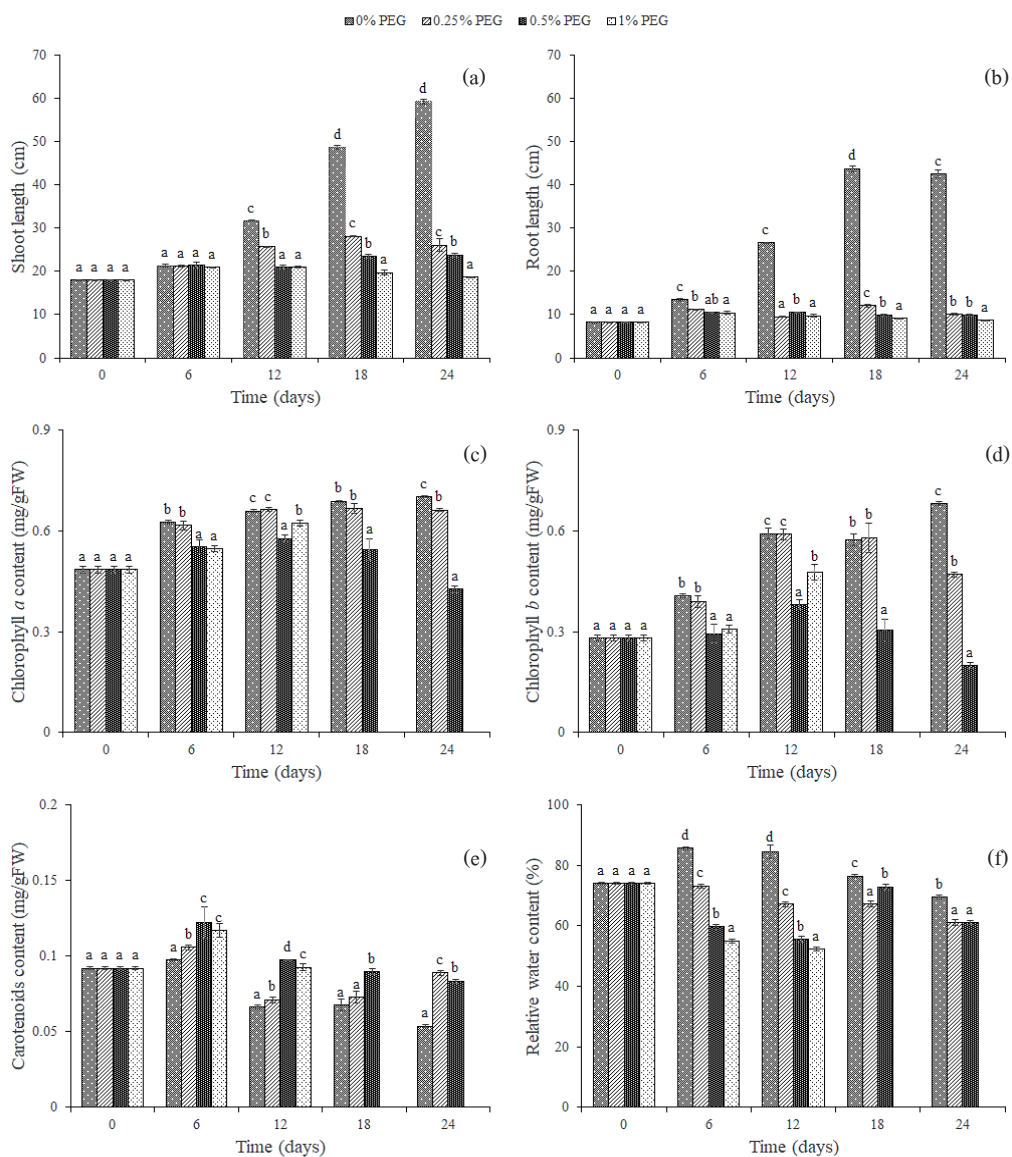 0% PEG 0.25% PEG 0.5% PEG 1% PEG
(a)
Shoot length (cm)
70
60
50
40
30
20
10
0
a a a a
a a a a
c b a a
d c b a
d c b a
0 6 12 18 24
Time (days)
(b)
Root length (cm)
70
60
50
40
30
20
10
0
a a a a
c b ab a
c a b a
d c b a
c b b a
0 6 12 18 24
Time (days)
(c)
Chlorophyll a content (mg/gFW)
0.9
0.6
0.3
0
a a a a
b b a a
c c a b
b b a
c b a
0 6 12 18 24
Time (days)
(d)
Chlorophyll b content (mg/gFW)
0.9
0.6
0.3
0
a a a a
b b a a
c c a b
b b a
c b a
0 6 12 18 24
Time (days)
(e)
Carotenoids content (mg/gFW)
0.2
0.15
0.1
0.05
0
a a a a
a b c c
a b d c
a a b
a c b
0 6 12 18 24
Time (days)
(f)
Relative water content (%)
100
80
60
40
20
0
a a a a
d c b a
d c b a
c a b
b a a
0 6 12 18 24
Time (days)